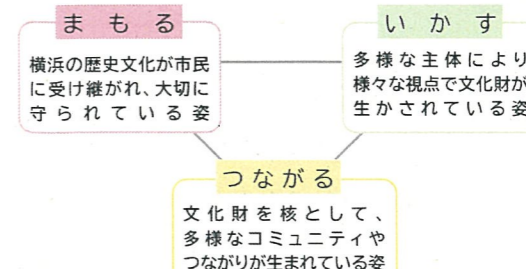 まもる
横浜の歴史文化が市民
に受け継がれ、大切に
守られている姿
いかす
多様な主体により
様々な視点で文化財が
生かされている姿
つながる
文化財を核として、
多様なコミュニティや
つながりが生まれている姿